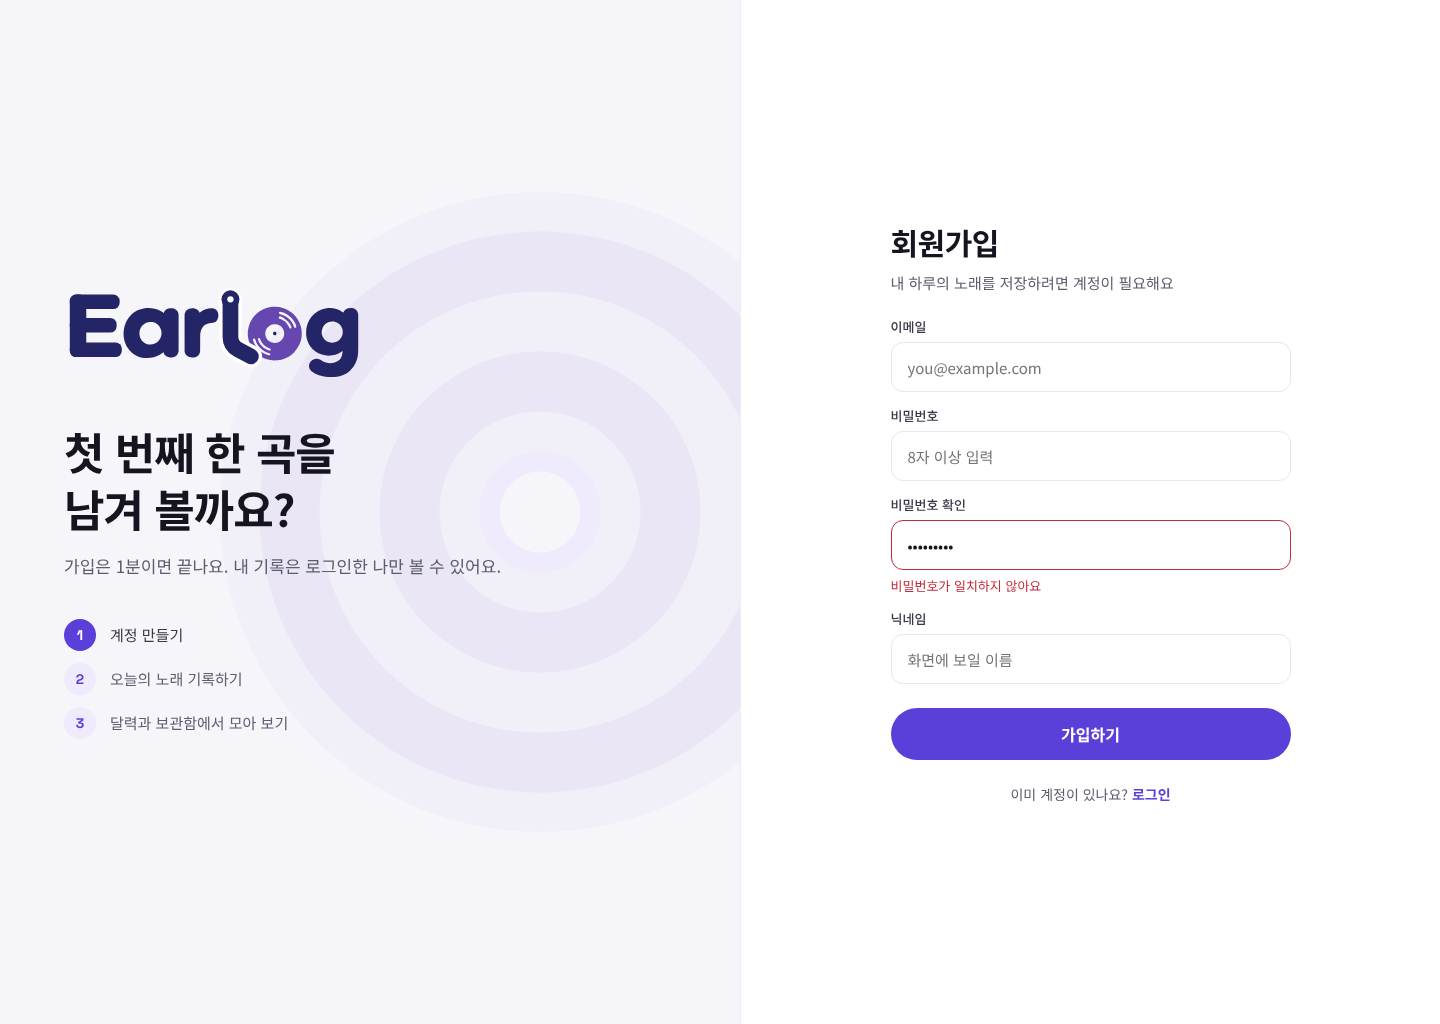 Earlog
첫 번째 한 곡을
남겨 볼까요?
가입은 1분이면 끝나요. 내 기록은 로그인한 나만 볼 수 있어요.
1 계정 만들기
2 오늘의 노래 기록하기
3 달력과 보관함에서 모아 보기
회원가입
내 하루의 노래를 저장하려면 계정이 필요해요
이메일
you@example.com
비밀번호
8자 이상 입력
비밀번호 확인
•••••••••
비밀번호가 일치하지 않아요
닉네임
화면에 보일 이름
가입하기
이미 계정이 있나요? 로그인